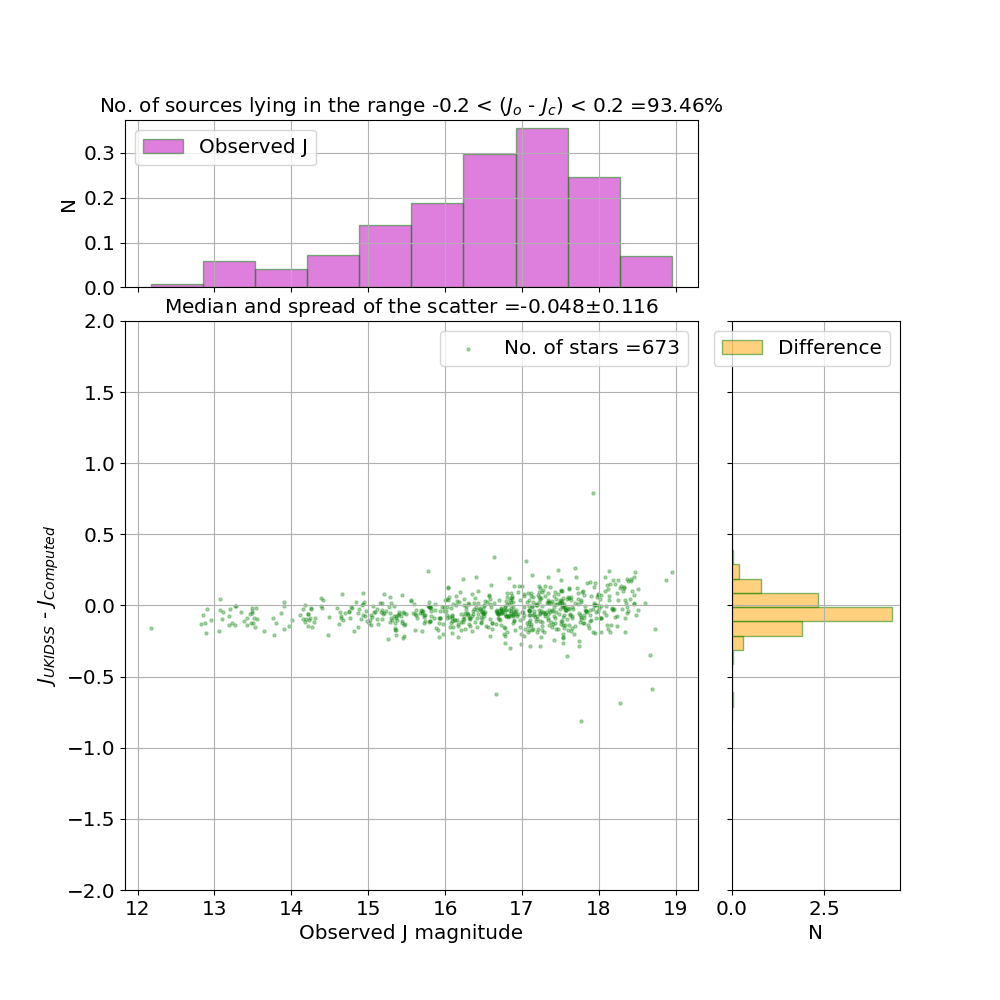 No. of sources lying in the range -0.2 < (Jₒ - J_c) < 0.2 =93.46%
Observed J
N
0.3
0.2
0.1
0.0
Median and spread of the scatter =-0.048±0.116
No. of stars =673
Difference
J_UKIDSS - J_computed
2.0
1.5
1.0
0.5
0.0
−0.5
−1.0
−1.5
−2.0
12 13 14 15 16 17 18 19
Observed J magnitude
0.0 2.5
N